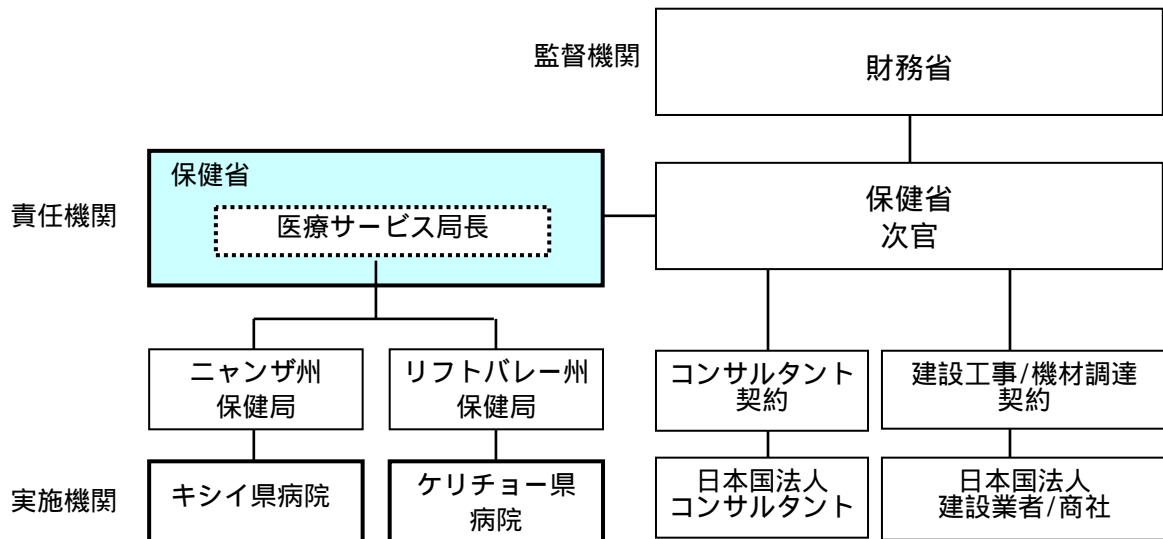 監督機関
財務省
保健省
医療サービス局長
責任機関
保健省
次官
ニャンザ州
保健局
リフトバレー州
保健局
コンサルタント
契約
建設工事/機材調達
契約
実施機関
キシイ県病院
ケリチョー県
病院
日本国法人
コンサルタント
日本国法人
建設業者/商社